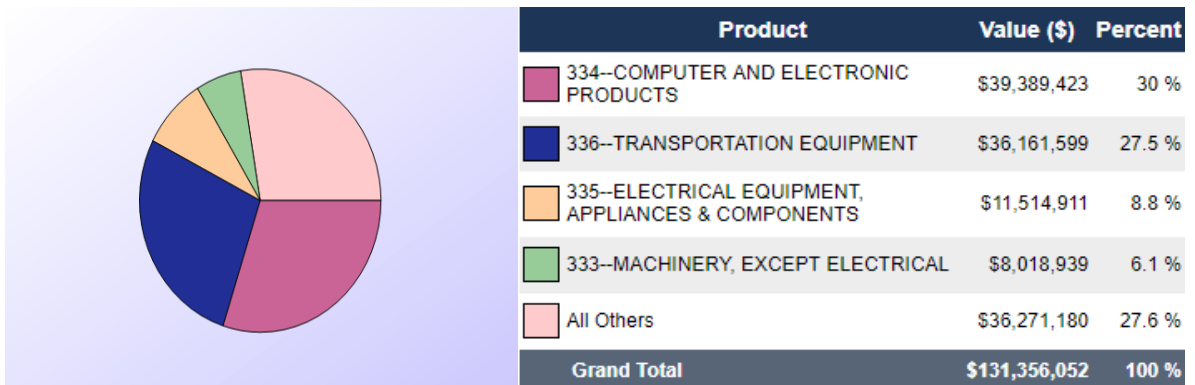 Product Value ($) Percent
334--COMPUTER AND ELECTRONIC
PRODUCTS $39,389,423 30 %
336--TRANSPORTATION EQUIPMENT $36,161,599 27.5 %
335--ELECTRICAL EQUIPMENT,
APPLIANCES & COMPONENTS $11,514,911 8.8 %
333--MACHINERY, EXCEPT ELECTRICAL $8,018,939 6.1 %
All Others $36,271,180 27.6 %
Grand Total $131,356,052 100 %